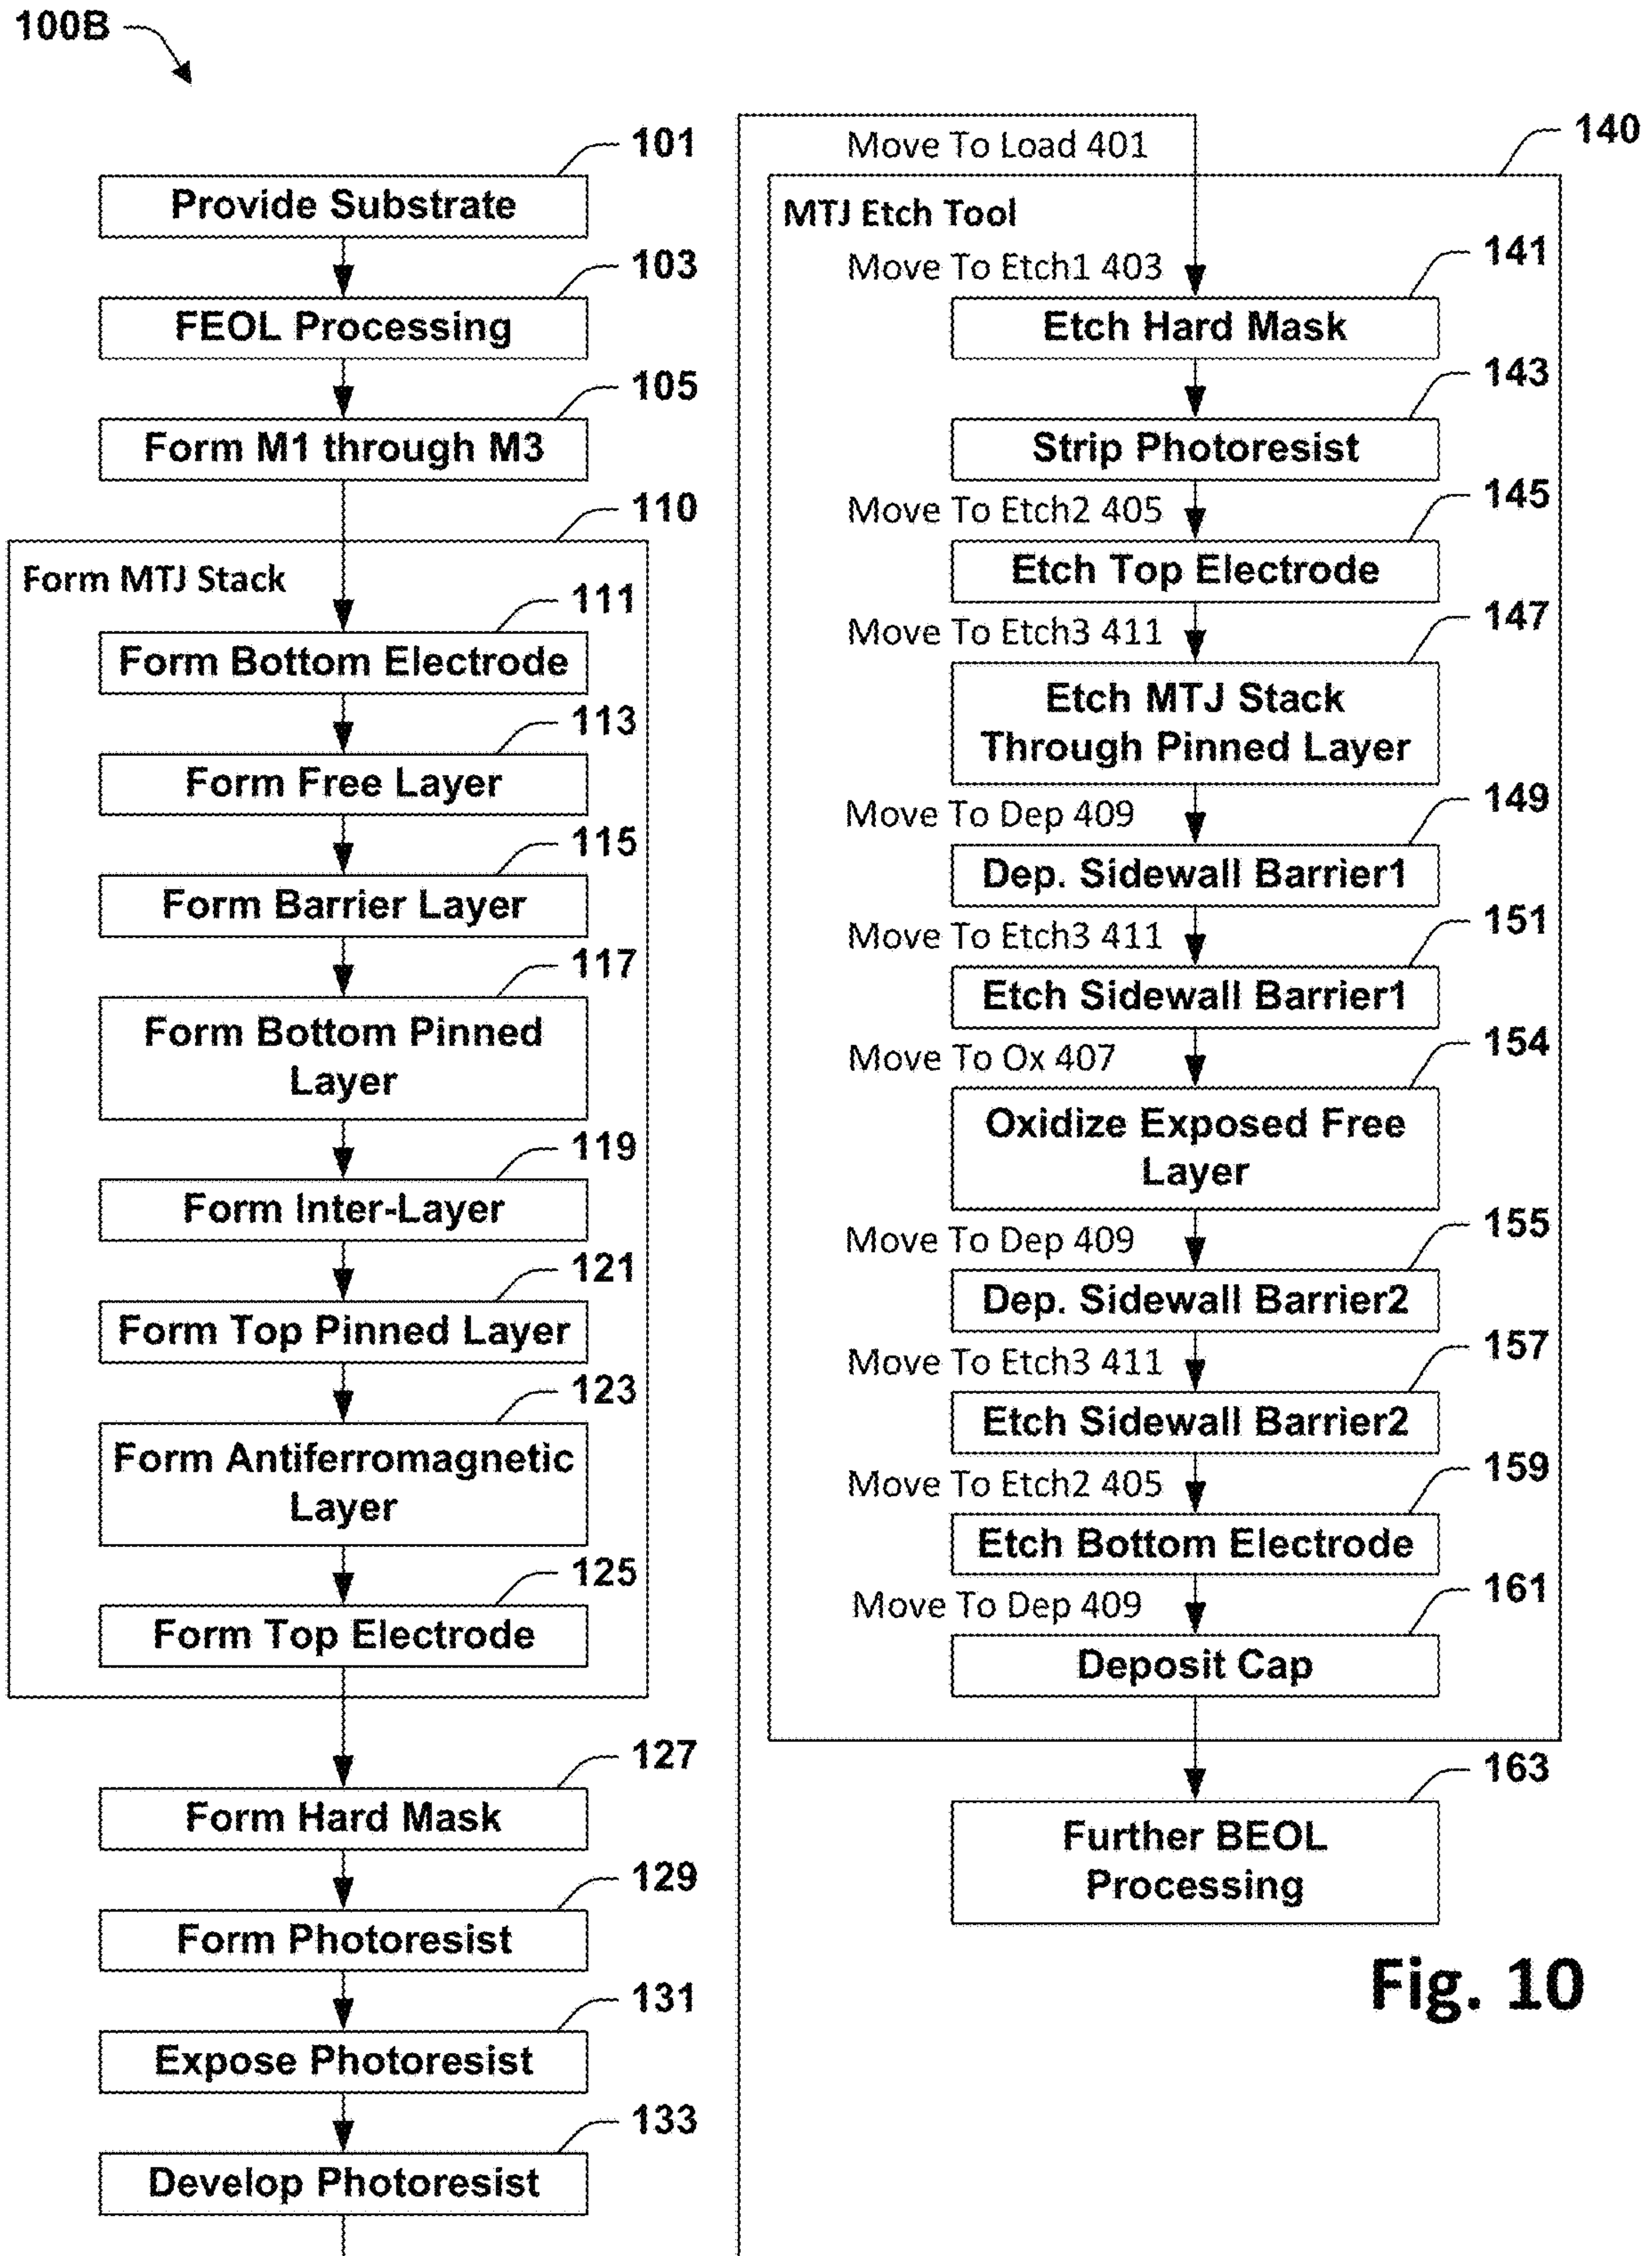 100B
101
Provide Substrate
103
FEOL Processing
105
Form M1 through M3
110
Form MTJ Stack
111
Form Bottom Electrode
113
Form Free Layer
115
Form Barrier Layer
117
Form Bottom Pinned
Layer
119
Form Inter-Layer
121
Form Top Pinned Layer
123
Form Antiferromagnetic
Layer
125
Form Top Electrode
127
Form Hard Mask
129
Form Photoresist
131
Expose Photoresist
133
Develop Photoresist
Move To Load 401
140
MTJ Etch Tool
Move To Etch1 403
141
Etch Hard Mask
143
Strip Photoresist
Move To Etch2 405
145
Etch Top Electrode
Move To Etch3 411
147
Etch MTJ Stack
Through Pinned Layer
Move To Dep 409
149
Dep. Sidewall Barrier1
Move To Etch3 411
151
Etch Sidewall Barrier1
Move To Ox 407
154
Oxidize Exposed Free
Layer
Move To Dep 409
155
Dep. Sidewall Barrier2
Move To Etch3 411
157
Etch Sidewall Barrier2
Move To Etch2 405
159
Etch Bottom Electrode
Move To Dep 409
161
Deposit Cap
163
Further BEOL
Processing
Fig. 10